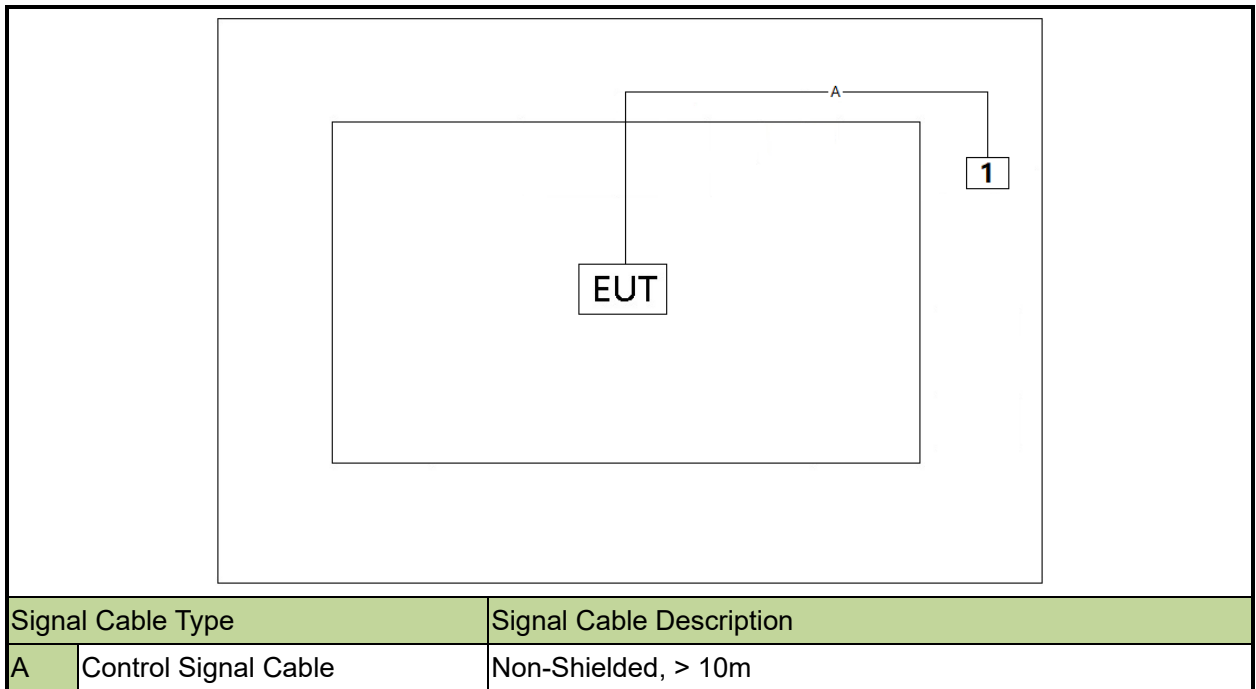 A
1
EUT
Signal Cable Type Signal Cable Description
A Control Signal Cable Non-Shielded, > 10m